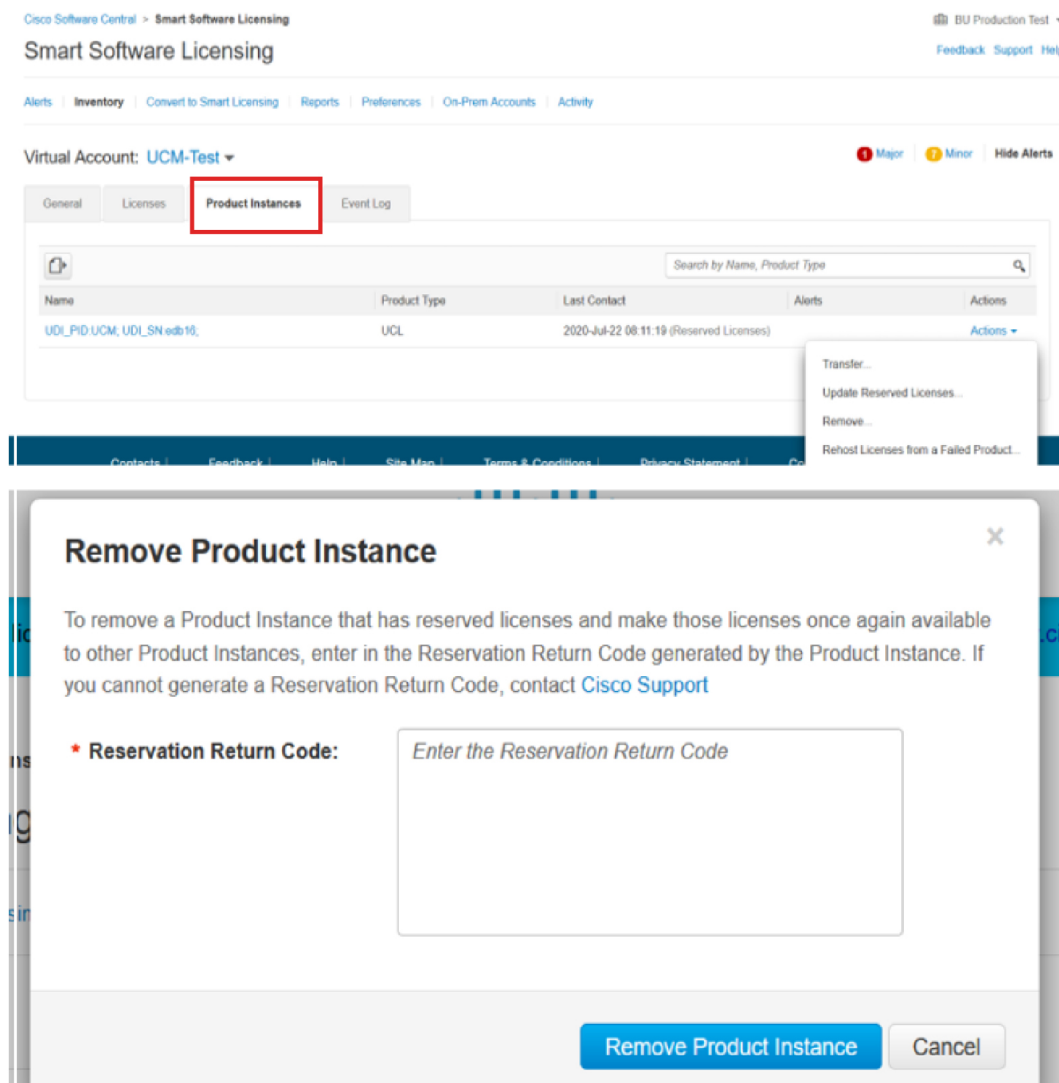 Cisco Software Central > Smart Software Licensing
BU Production Test
Smart Software Licensing
Feedback Support Help
Alerts | Inventory | Convert to Smart Licensing | Reports | Preferences | On-Prem Accounts | Activity
Virtual Account: UCM-Test
1 Major | 7 Minor | Hide Alerts
General Licenses Product Instances Event Log
Search by Name, Product Type
Name Product Type Last Contact Alerts Actions
UDI_PID:UCM; UDI_SN:edb16; UCL 2020-Jul-22 08:11:19 (Reserved Licenses) Actions
Transfer...
Update Reserved Licenses...
Remove...
Rehost Licenses from a Failed Product...
Contacts | Feedback | Help | Site Map | Terms & Conditions | Privacy Statement | Co
Remove Product Instance
To remove a Product Instance that has reserved licenses and make those licenses once again available
to other Product Instances, enter in the Reservation Return Code generated by the Product Instance. If
you cannot generate a Reservation Return Code, contact Cisco Support
* Reservation Return Code:
Enter the Reservation Return Code
Remove Product Instance Cancel